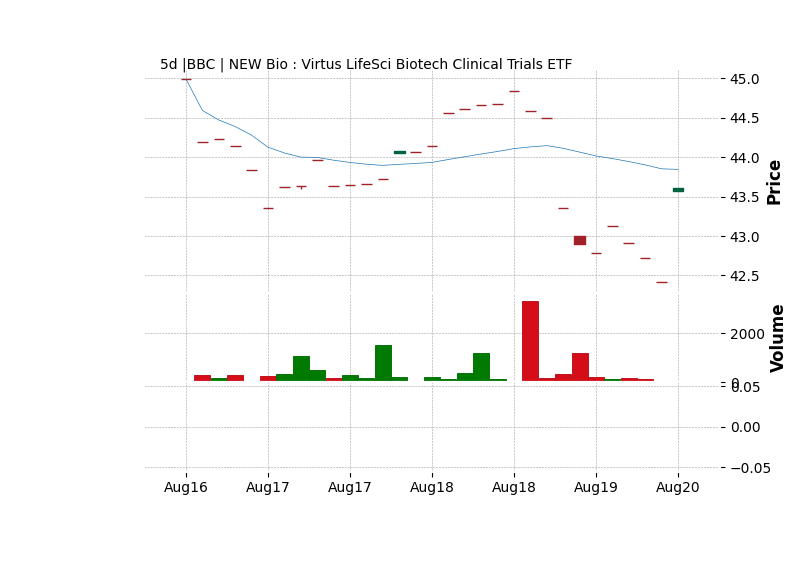 5d |BBC | NEW Bio : Virtus LifeSci Biotech Clinical Trials ETF
45.0
44.5
44.0
43.5
43.0
42.5
Price
2000
0
Volume
0.05
0.00
−0.05
Aug16 Aug17 Aug17 Aug18 Aug18 Aug19 Aug20